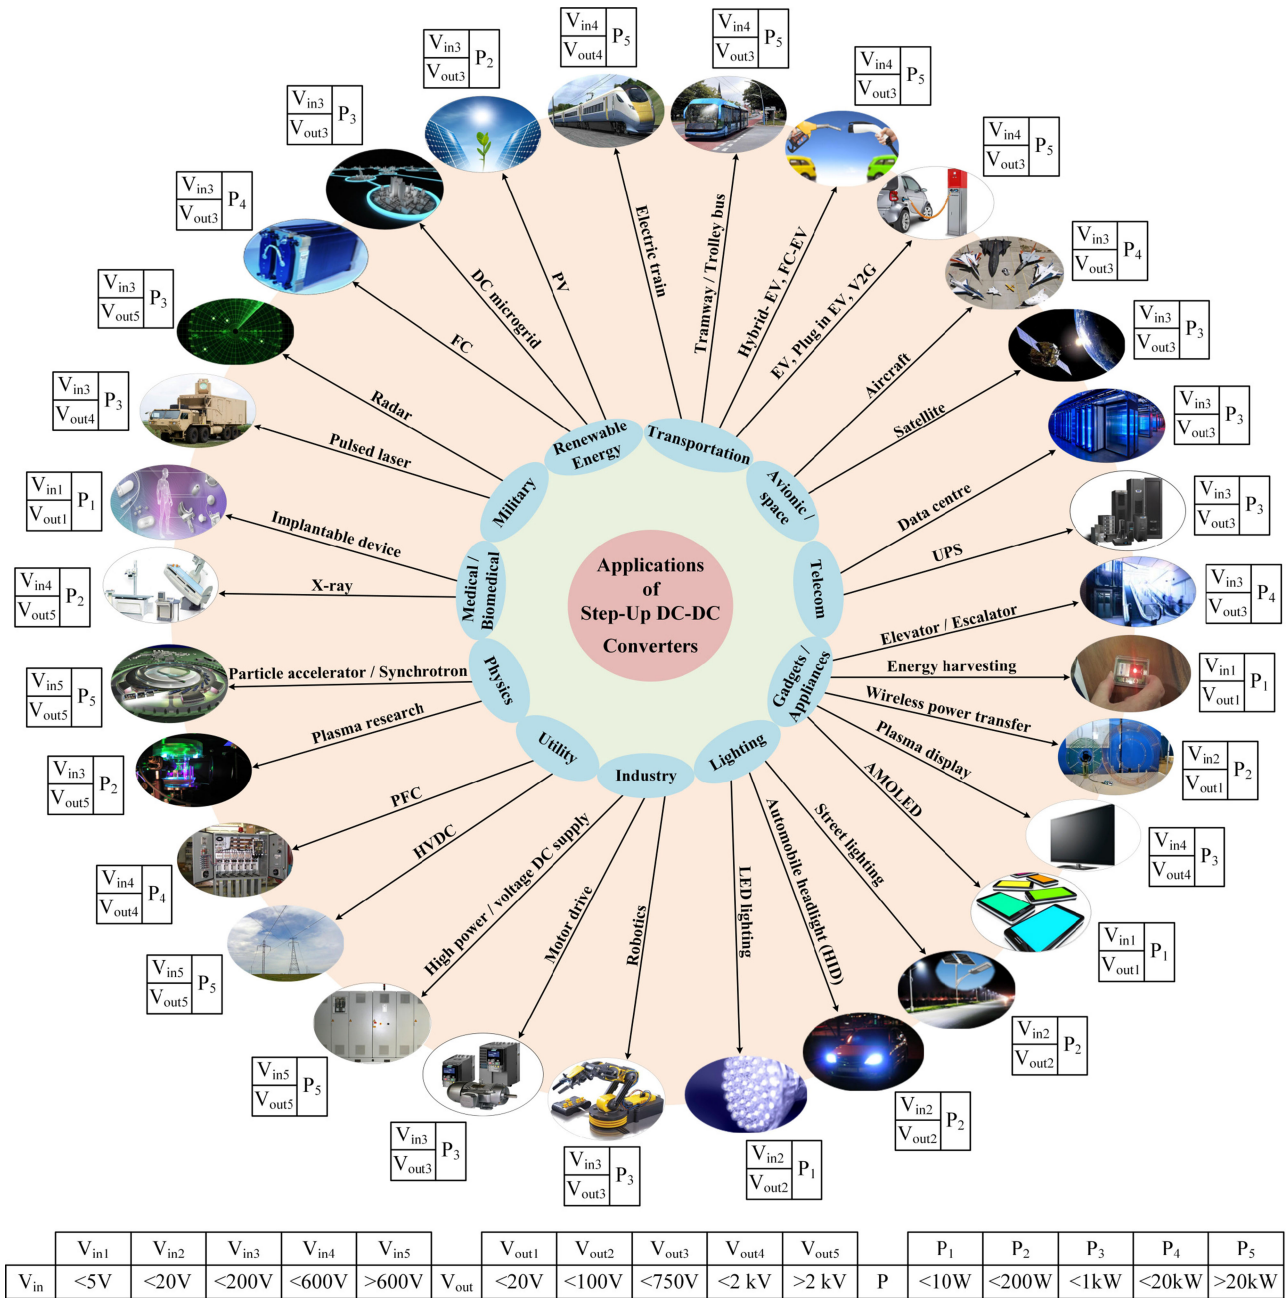 Applications
of
Step-Up DC-DC
Converters
Renewable
Energy
Transportation
Avionic /
space
Telecom
Gadgets /
Appliances
Lighting
Industry
Utility
Physics
Medical /
Biomedical
Military
Electric train
Vin4
Vout4
P5
Tramway / Trolley bus
Vin4
Vout3
P5
Hybrid- EV, FC-EV
Vin4
Vout3
P5
EV, Plug in EV, V2G
Vin4
Vout3
P5
Aircraft
Vin3
Vout3
P4
Satellite
Vin3
Vout3
P3
Data centre
Vin3
Vout3
P3
UPS
Vin3
Vout3
P3
Elevator / Escalator
Vin3
Vout3
P4
Energy harvesting
Vin1
Vout1
P1
Wireless power transfer
Vin2
Vout1
P2
Plasma display
Vin4
Vout4
P3
AMOLED
Vin1
Vout1
P1
Street lighting
Vin2
Vout2
P2
Automobile headlight (HID)
Vin2
Vout2
P2
LED lighting
Vin2
Vout2
P1
Robotics
Vin3
Vout3
P3
Motor drive
Vin3
Vout3
P3
High power / voltage DC supply
Vin5
Vout5
P5
HVDC
Vin5
Vout5
P5
PFC
Vin4
Vout4
P4
Plasma research
Vin3
Vout5
P2
Particle accelerator / Synchrotron
Vin5
Vout5
P5
X-ray
Vin4
Vout5
P2
Implantable device
Vin1
Vout1
P1
Pulsed laser
Vin3
Vout4
P3
Radar
Vin3
Vout5
P3
FC
Vin3
Vout3
P4
DC microgrid
Vin3
Vout3
P3
PV
Vin3
Vout3
P2
Vin1 Vin2 Vin3 Vin4 Vin5 Vout1 Vout2 Vout3 Vout4 Vout5 P1 P2 P3 P4 P5
Vin <5V <20V <200V <600V >600V Vout <20V <100V <750V <2 kV >2 kV P <10W <200W <1kW <20kW >20kW